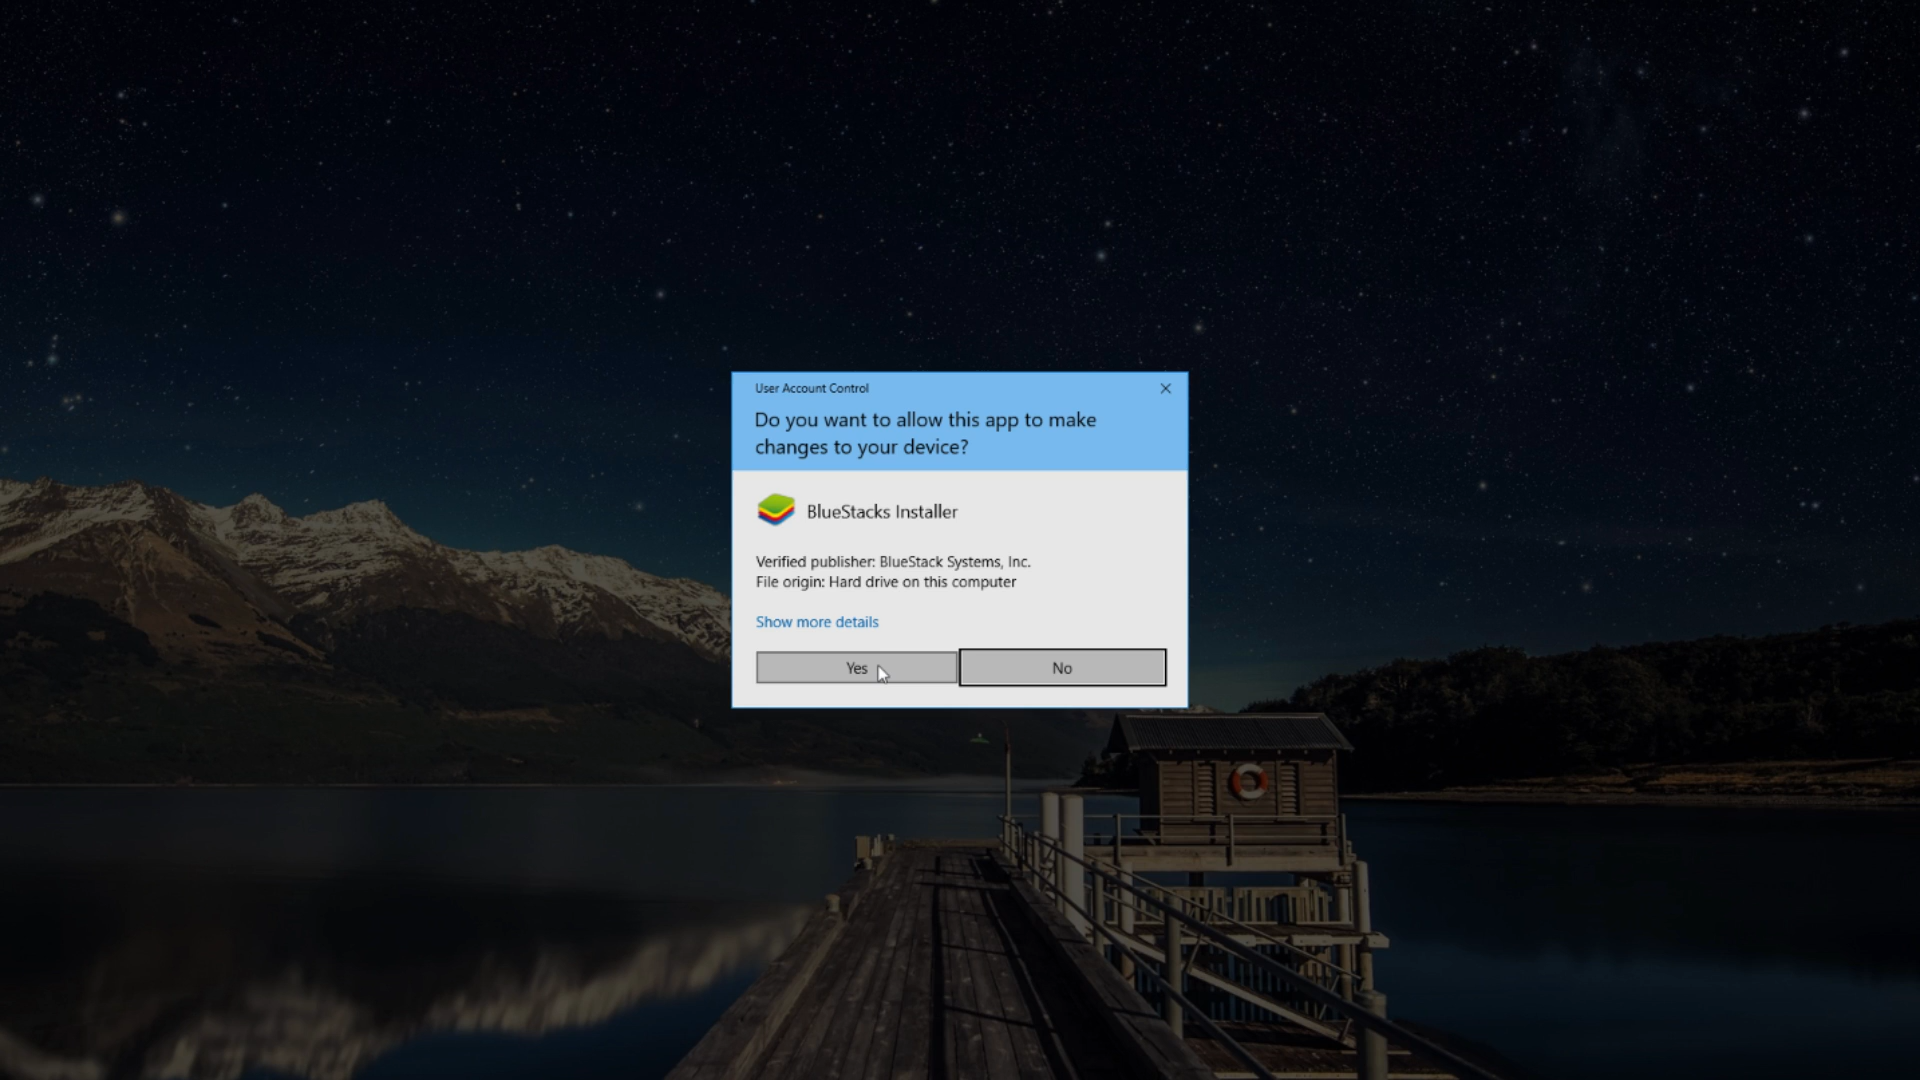 User Account Control
Do you want to allow this app to make
changes to your device?
BlueStacks Installer
Verified publisher: BlueStack Systems, Inc.
File origin: Hard drive on this computer
Show more details
Yes
No